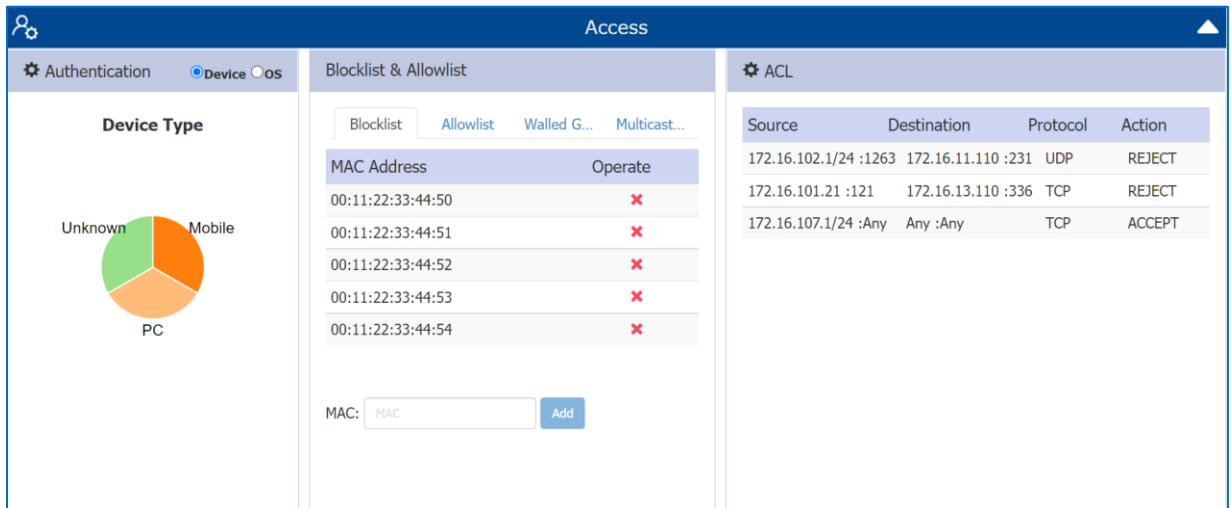 Access
Authentication Device OS
Device Type
Unknown Mobile
PC
Blocklist & Allowlist
Blocklist Allowlist Walled G... Multicast...
MAC Address Operate
00:11:22:33:44:50
00:11:22:33:44:51
00:11:22:33:44:52
00:11:22:33:44:53
00:11:22:33:44:54
MAC: MAC Add
ACL
Source Destination Protocol Action
172.16.102.1/24 :1263 172.16.11.110 :231 UDP REJECT
172.16.101.21 :121 172.16.13.110 :336 TCP REJECT
172.16.107.1/24 :Any Any :Any TCP ACCEPT